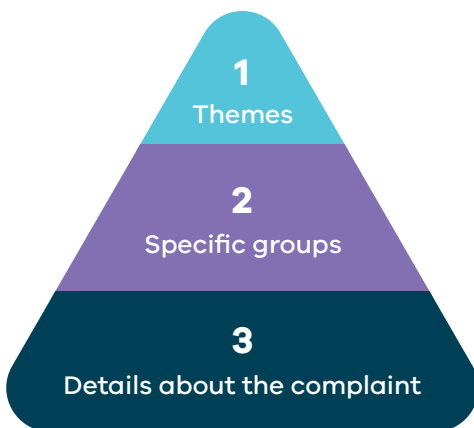 1
Themes
2
Specific groups
3
Details about the complaint